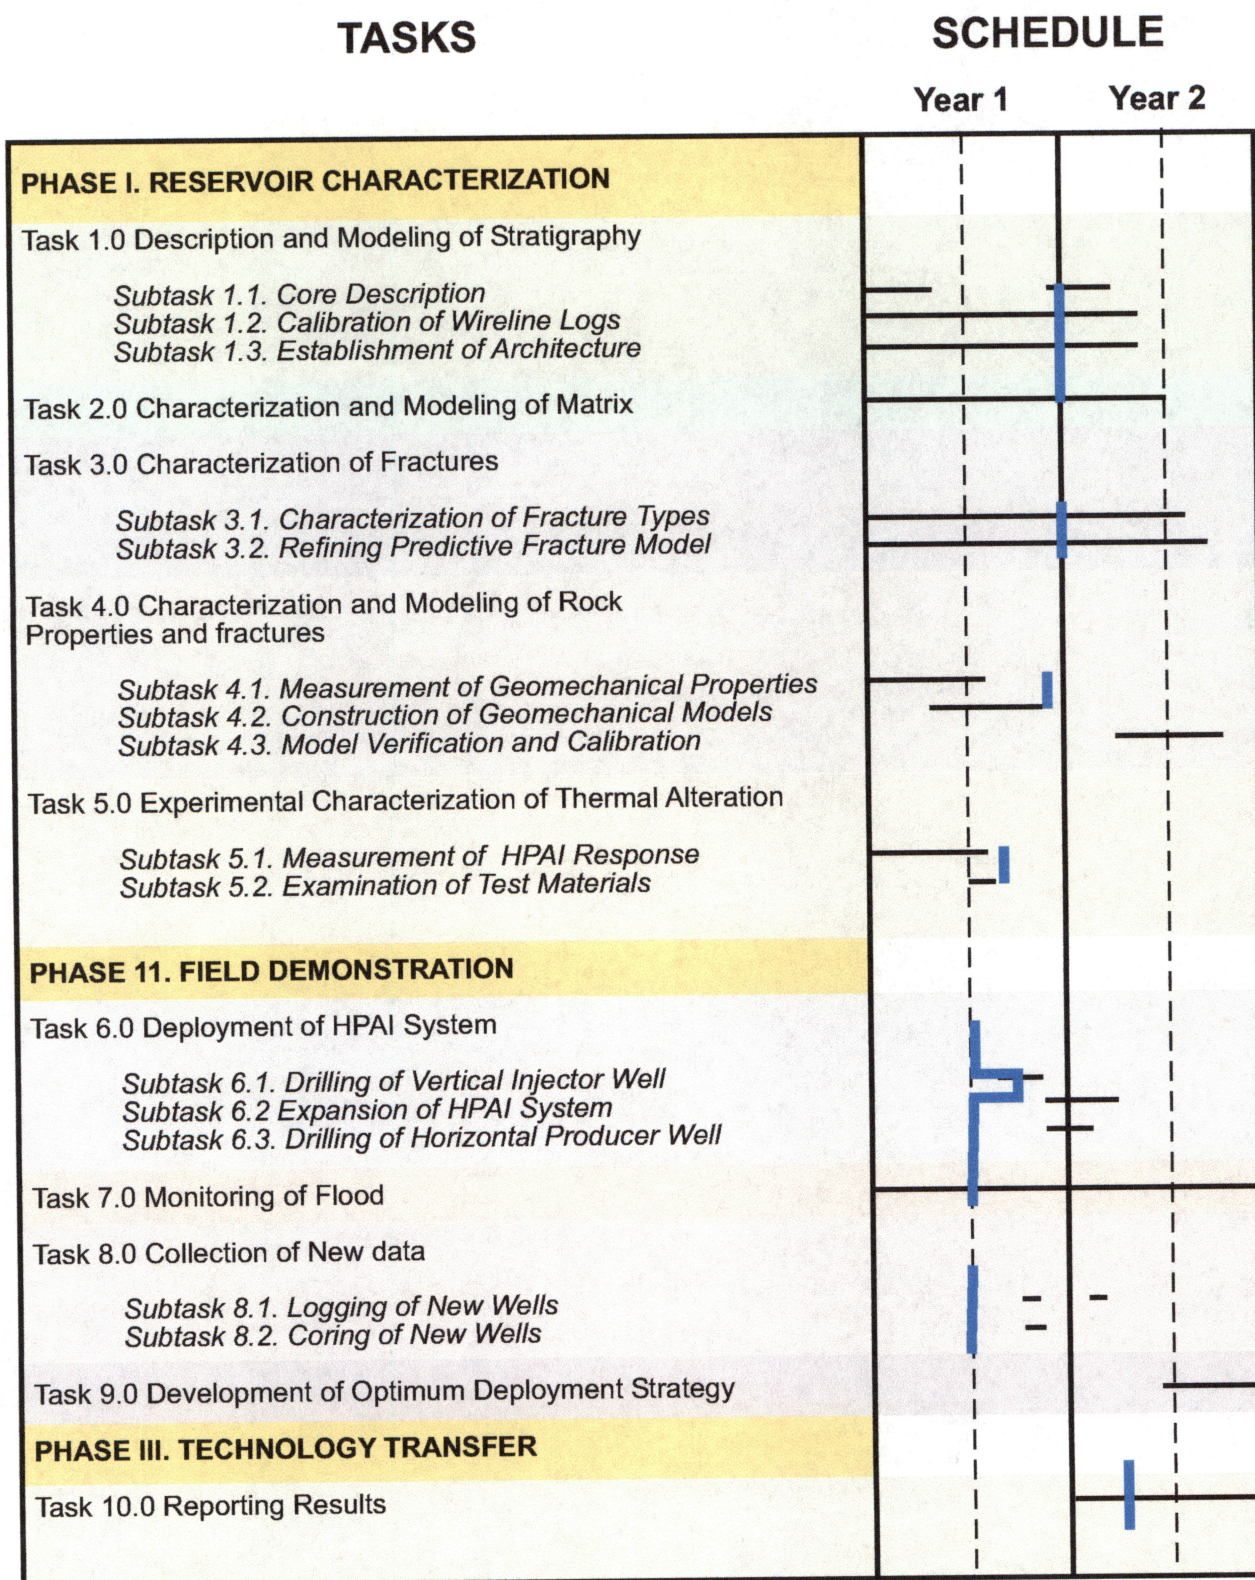 TASKS
SCHEDULE
Year 1
Year 2
PHASE I. RESERVOIR CHARACTERIZATION
Task 1.0 Description and Modeling of Stratigraphy
Subtask 1.1. Core Description
Subtask 1.2. Calibration of Wireline Logs
Subtask 1.3. Establishment of Architecture
Task 2.0 Characterization and Modeling of Matrix
Task 3.0 Characterization of Fractures
Subtask 3.1. Characterization of Fracture Types
Subtask 3.2. Refining Predictive Fracture Model
Task 4.0 Characterization and Modeling of Rock
Properties and fractures
Subtask 4.1. Measurement of Geomechanical Properties
Subtask 4.2. Construction of Geomechanical Models
Subtask 4.3. Model Verification and Calibration
Task 5.0 Experimental Characterization of Thermal Alteration
Subtask 5.1. Measurement of HPAI Response
Subtask 5.2. Examination of Test Materials
PHASE 11. FIELD DEMONSTRATION
Task 6.0 Deployment of HPAI System
Subtask 6.1. Drilling of Vertical Injector Well
Subtask 6.2 Expansion of HPAI System
Subtask 6.3. Drilling of Horizontal Producer Well
Task 7.0 Monitoring of Flood
Task 8.0 Collection of New data
Subtask 8.1. Logging of New Wells
Subtask 8.2. Coring of New Wells
Task 9.0 Development of Optimum Deployment Strategy
PHASE III. TECHNOLOGY TRANSFER
Task 10.0 Reporting Results